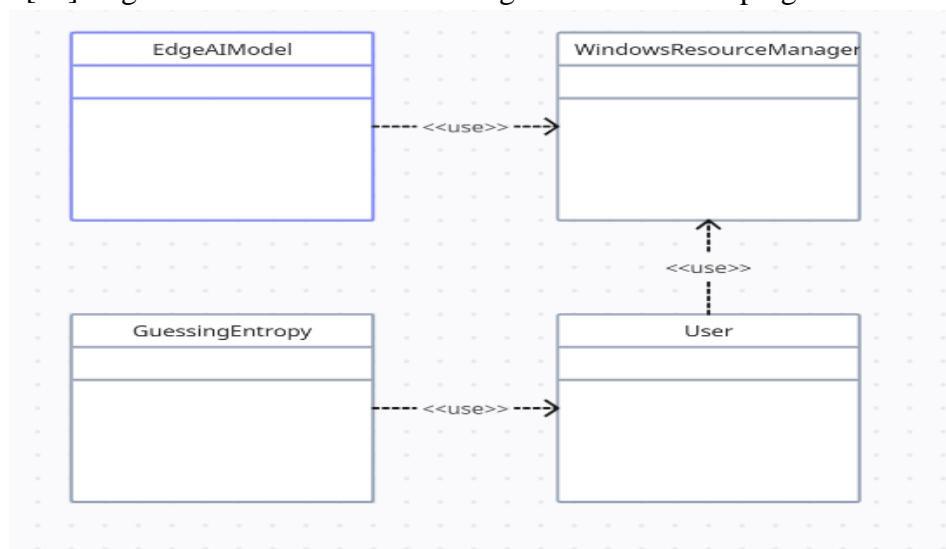 EdgeAIModel
WindowsResourceManager
<<use>>
<<use>>
GuessingEntropy
User
<<use>>